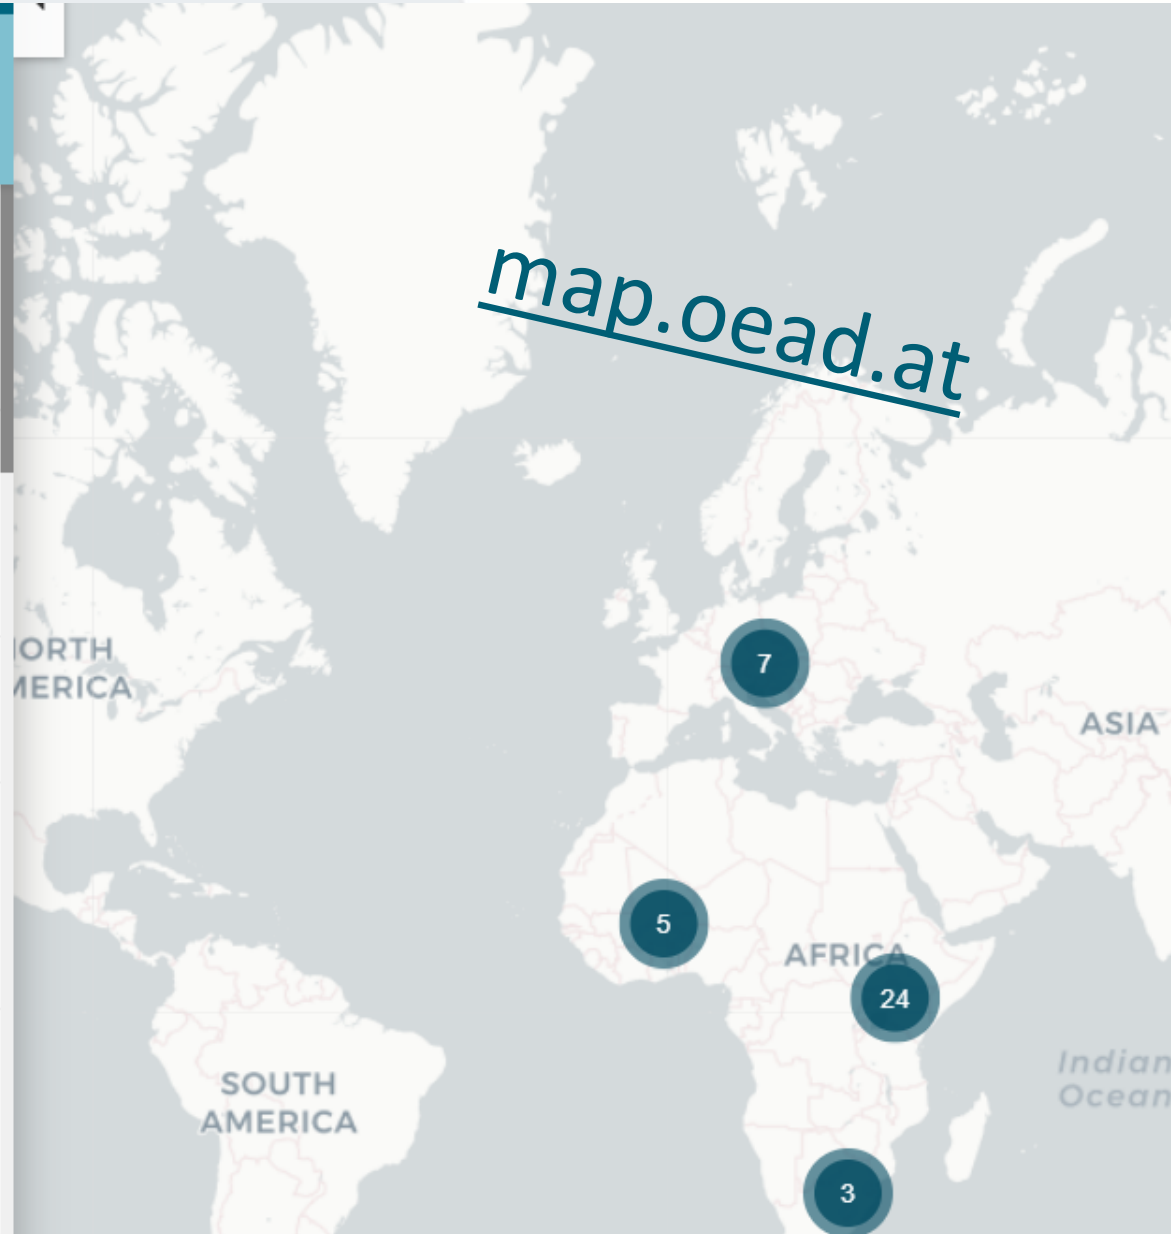 map.oead.at
ORTH
MERICA
7
ASIA
5
AFRICA
24
Indian
Ocean
SOUTH
AMERICA
3